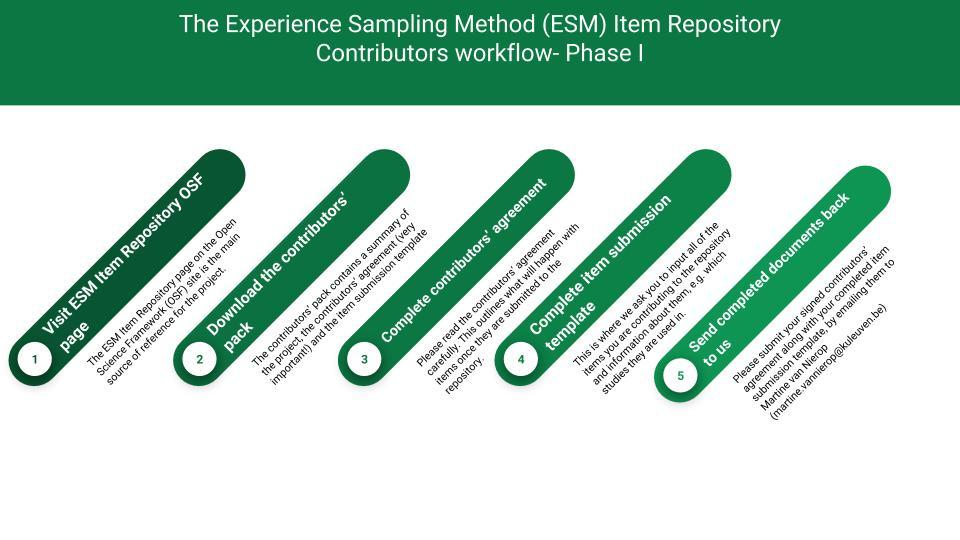 The Experience Sampling Method (ESM) Item Repository
Contributors workflow- Phase I
1
Visit ESM Item Repository OSF
page
The ESM Item Repository page on the Open
Science Framework (OSF) site is the main
source of reference for the project.
2
Download the contributors'
pack
The contributors' pack contains a summary of
the project, the contributors' agreement (very
important!) and the item submission template
3
Complete contributors' agreement
Please read the contributors' agreement
carefully. This outlines what will happen with
items once they are submitted to the
repository.
4
Complete item submission
template
This is where we ask you to input all of the
items you are contributing to the repository
and information about them, e.g. which
studies they are used in.
5
Send completed documents back
to us
Please submit your signed contributors'
agreement along with your completed item
submission template, by emailing them to
Martine van Nierop
(martine.vannierop@kuleuven.be)